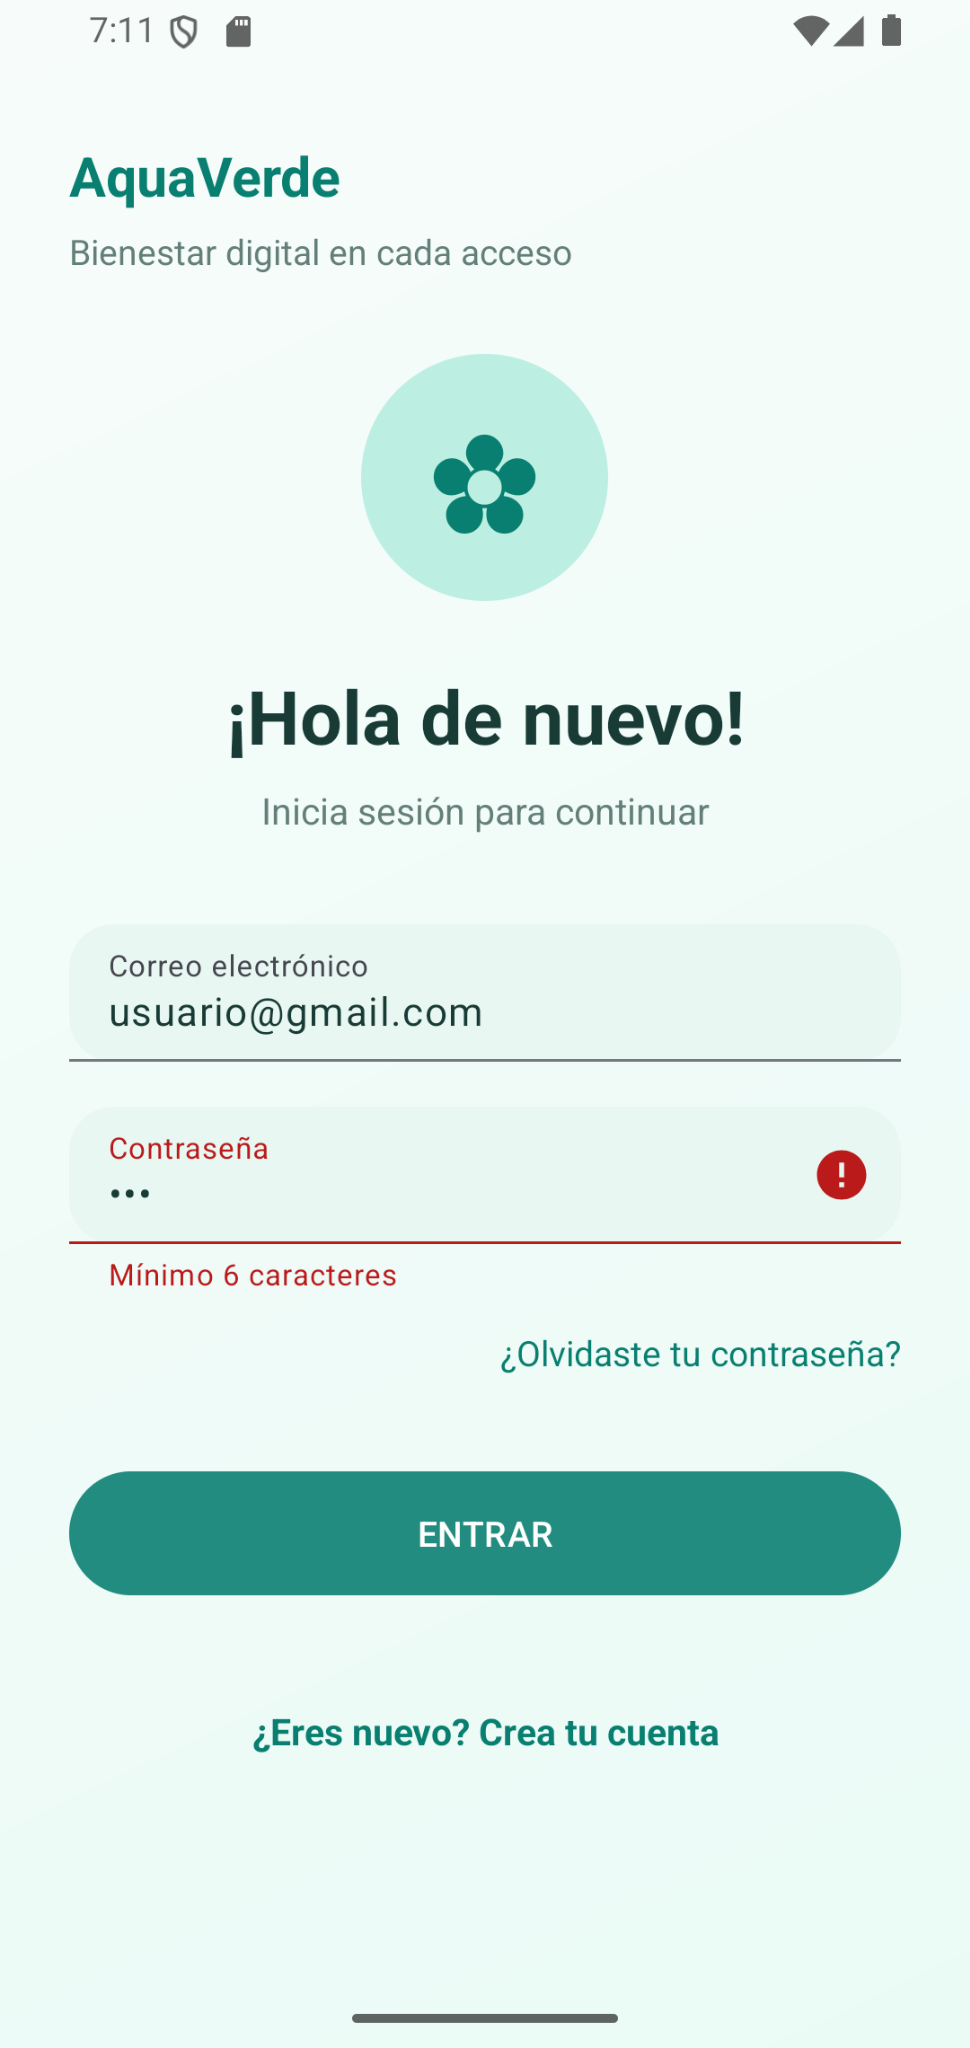 7:11
AquaVerde
Bienestar digital en cada acceso
¡Hola de nuevo!
Inicia sesión para continuar
Correo electrónico
usuario@gmail.com
Contraseña
•••
Mínimo 6 caracteres
¿Olvidaste tu contraseña?
ENTRAR
¿Eres nuevo? Crea tu cuenta